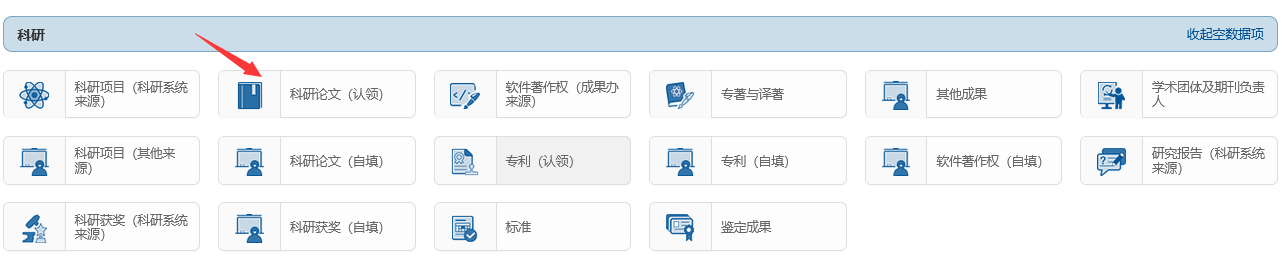 科研
收起空数据项
科研项目（科研系统
来源）
科研论文（认领）
软件著作权（成果办
来源）
专著与译著
其他成果
学术团体及期刊负责
人
科研项目（其他来
源）
科研论文（自填）
专利（认领）
专利（自填）
软件著作权（自填）
研究报告（科研系统
来源）
科研获奖（科研系统
来源）
科研获奖（自填）
标准
鉴定成果